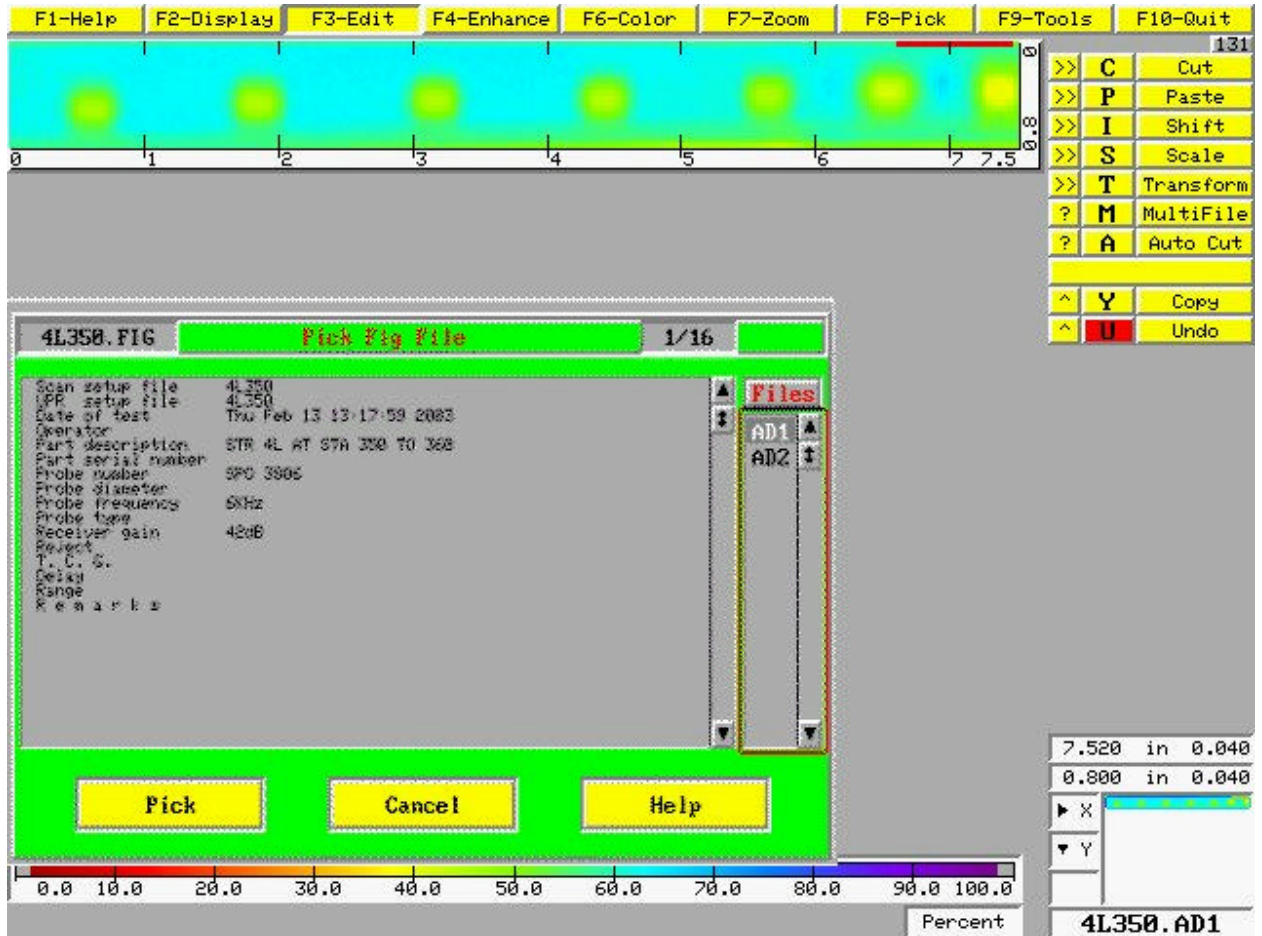 F1-Help F2-Display F3-Edit F4-Enhance F6-Color F7-Zoom F8-Pick F9-Tools F10-Quit
131
0
0.8
0 1 2 3 4 5 6 7 7.5
>> C Cut
>> P Paste
>> I Shift
>> S Scale
>> T Transform
? M MultiFile
? A Auto Cut
^ Y Copy
^ U Undo
4L350.FIG Pick Fig File 1/16
Scan setup file 4L350
UPR setup file 4L350
Date of test Thu Feb 13 13:17:59 2003
Operator
Part description STR 4L AT STA 350 TO 360
Part serial number
Probe number SPO 3806
Probe diameter
Probe frequency 6KHz
Probe type
Receiver gain 42dB
Reject
T. C. G.
Delay
Range
R e m a r k s
Files
AD1
AD2
Pick Cancel Help
7.520 in 0.040
0.800 in 0.040
X
Y
4L350.AD1
0.0 10.0 20.0 30.0 40.0 50.0 60.0 70.0 80.0 90.0 100.0
Percent